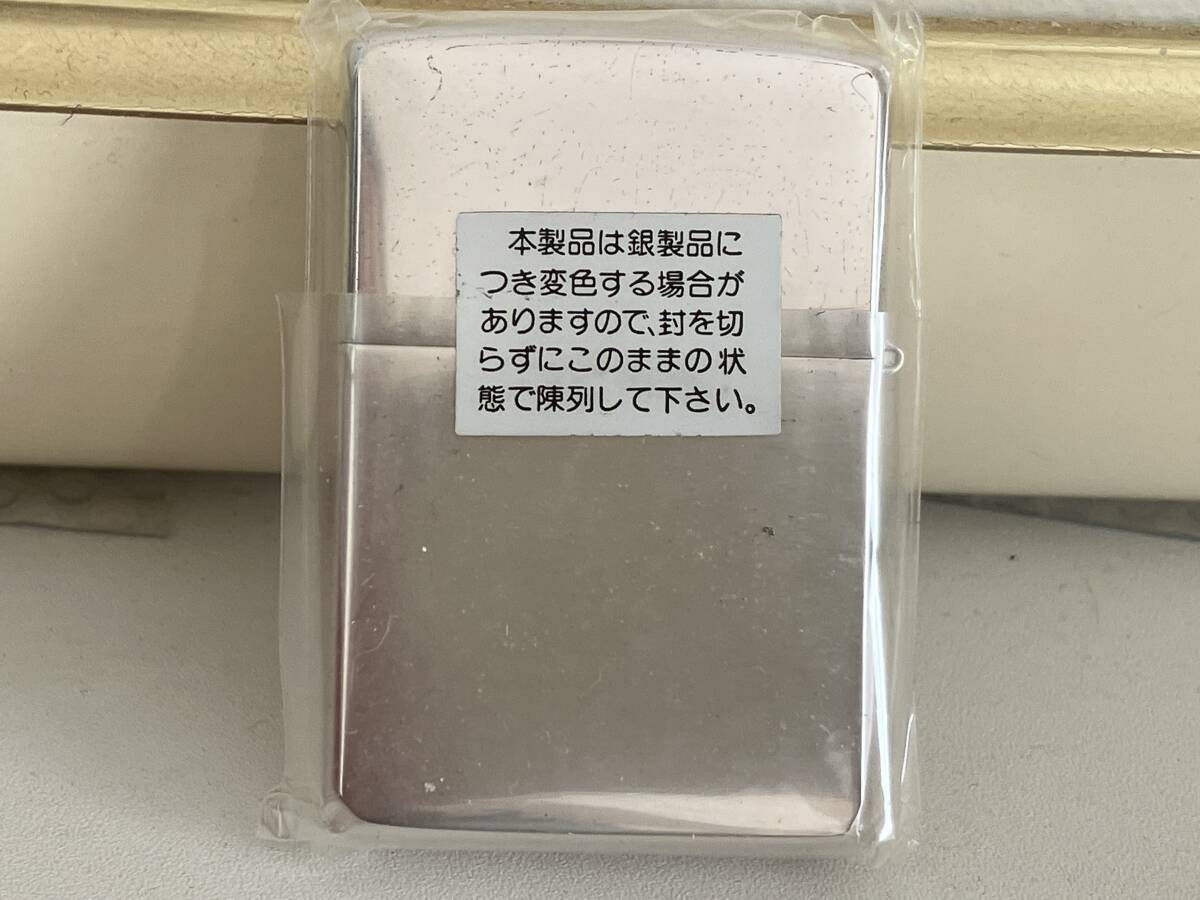 本製品は銀製品に
つき変色する場合が
ありますので、封を切
らずにこのままの状
態で陳列して下さい。